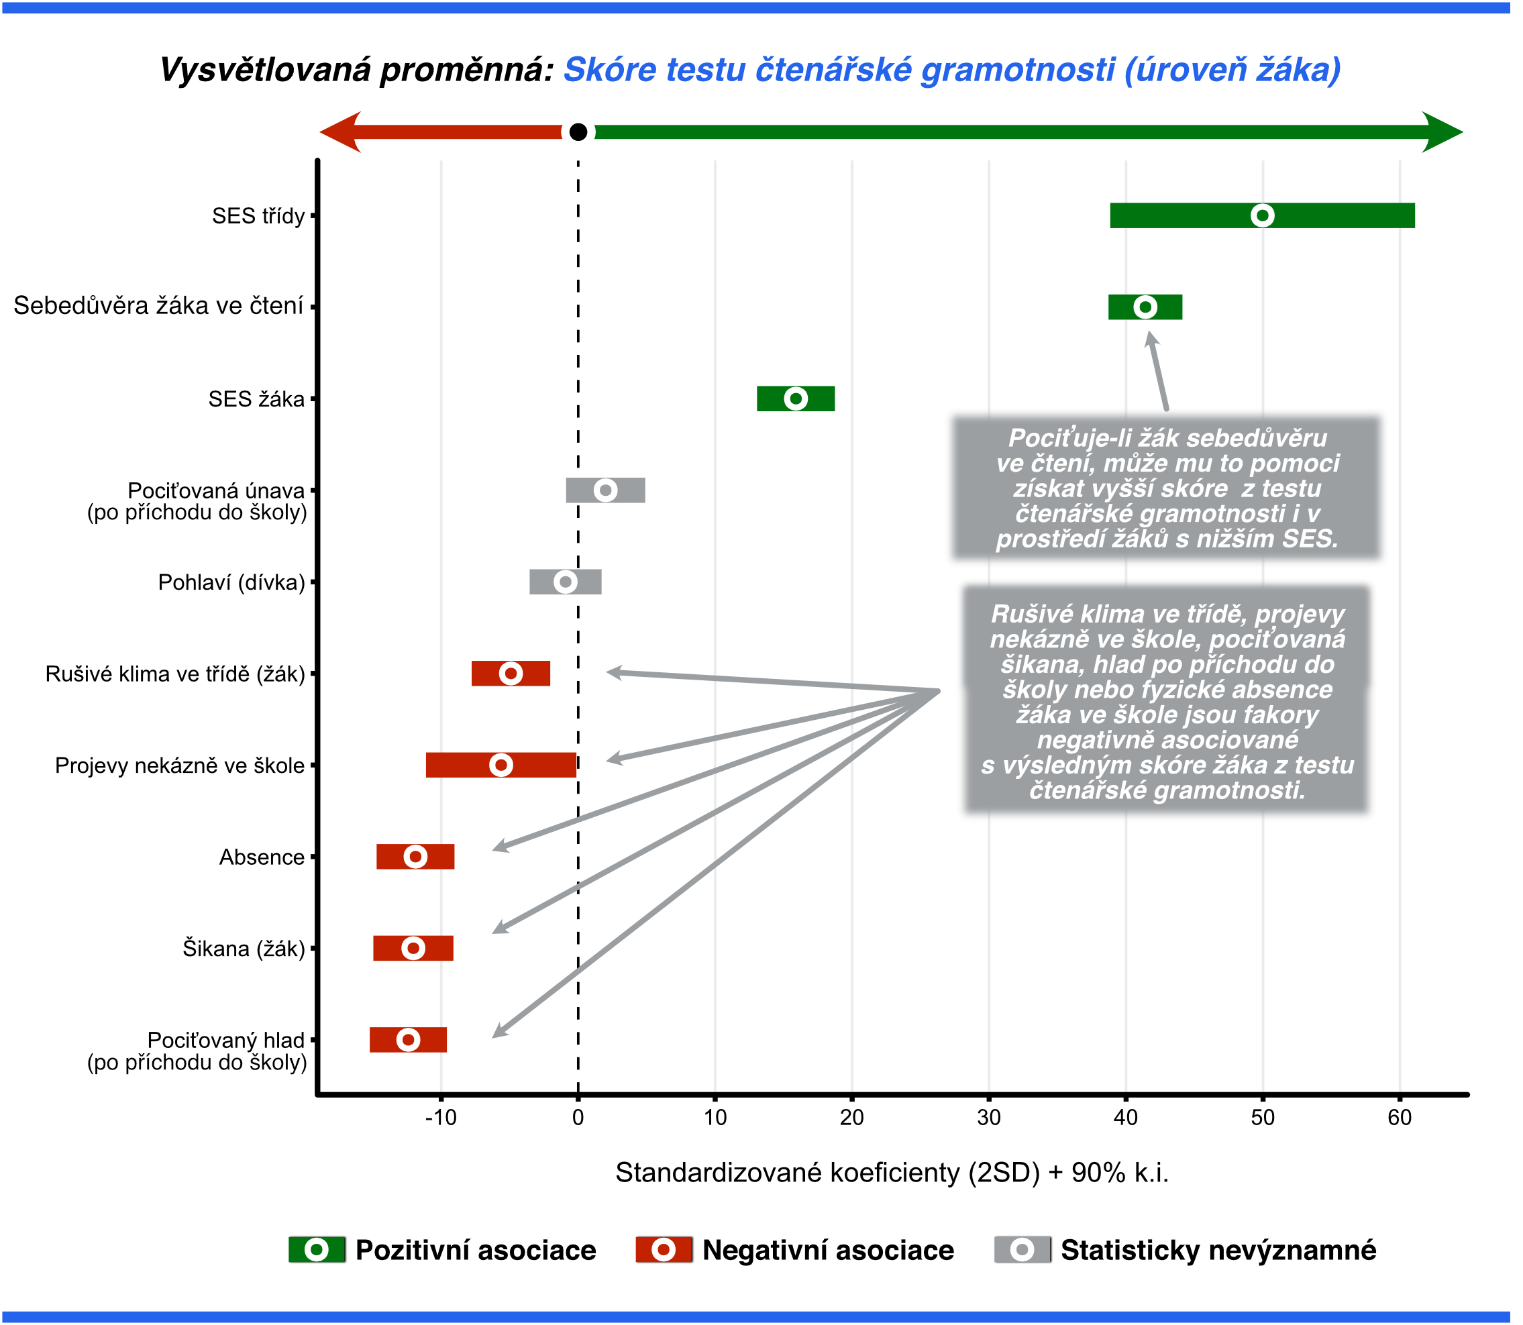 Vysvětlovaná proměnná: Skóre testu čtenářské gramotnosti (úroveň žáka)
SES třídy
Sebedůvěra žáka ve čtení
SES žáka
Pociťovaná únava
(po příchodu do školy)
Pohlaví (dívka)
Rušivé klima ve třídě (žák)
Projevy nekázně ve škole
Absence
Šikana (žák)
Pociťovaný hlad
(po příchodu do školy)
Pociťuje-li žák sebedůvěru
ve čtení, může mu to pomoci
získat vyšší skóre z testu
čtenářské gramotnosti i v
prostředí žáků s nižším SES.
Rušivé klima ve třídě, projevy
nekázně ve škole, pociťovaná
šikana, hlad po příchodu do
školy nebo fyzické absence
žáka ve škole jsou fakory
negativně asociované
s výsledným skóre žáka z testu
čtenářské gramotnosti.
-10 0 10 20 30 40 50 60
Standardizované koeficienty (2SD) + 90% k.i.
Pozitivní asociace Negativní asociace Statisticky nevýznamné